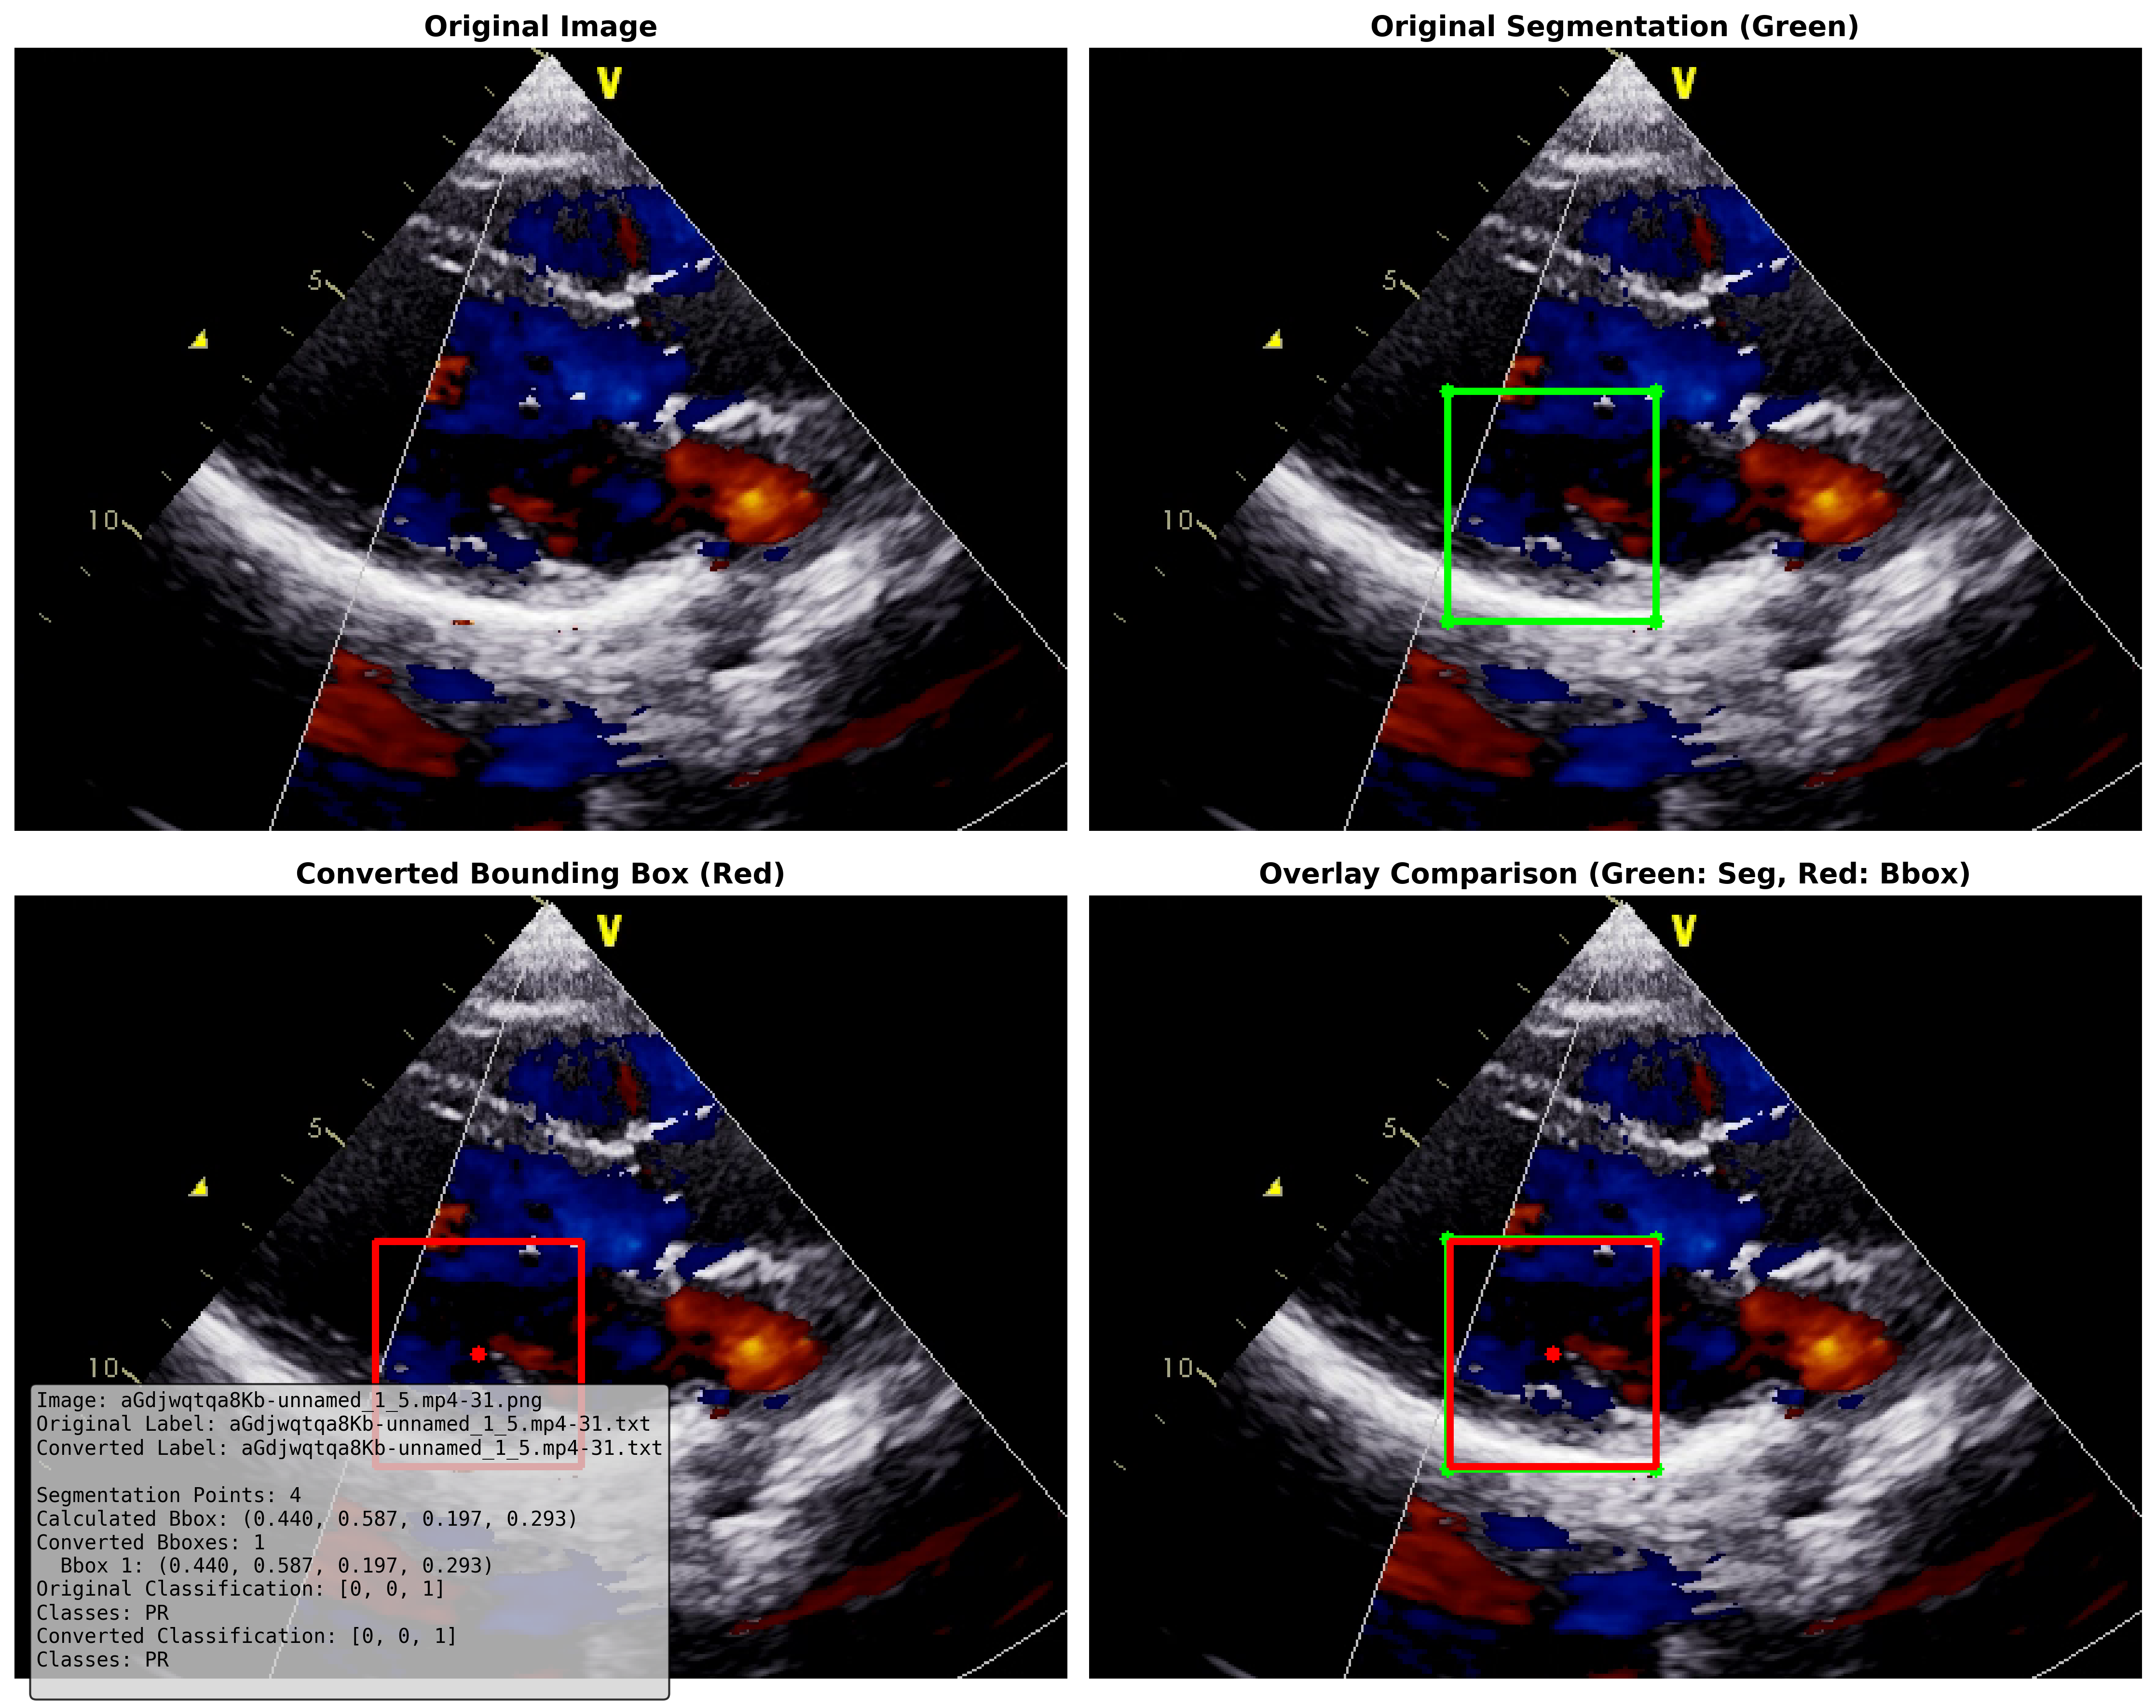 Original Image
Original Segmentation (Green)
V
V
5
5
10
10
Converted Bounding Box (Red)
Overlay Comparison (Green: Seg, Red: Bbox)
V
V
5
5
10
10
Image: aGdjwqtqa8Kb-unnamed_1_5.mp4-31.png
Original Label: aGdjwqtqa8Kb-unnamed_1_5.mp4-31.txt
Converted Label: aGdjwqtqa8Kb-unnamed_1_5.mp4-31.txt
Segmentation Points: 4
Calculated Bbox: (0.440, 0.587, 0.197, 0.293)
Converted Bboxes: 1
Bbox 1: (0.440, 0.587, 0.197, 0.293)
Original Classification: [0, 0, 1]
Classes: PR
Converted Classification: [0, 0, 1]
Classes: PR